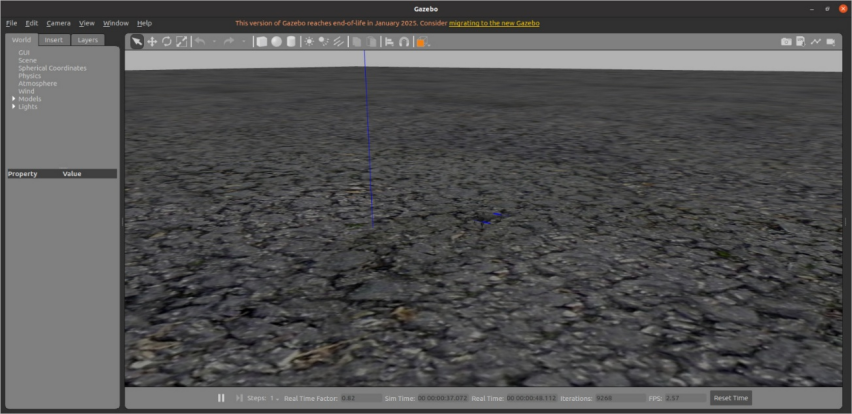 Gazebo
File Edit Camera View Window Help
This version of Gazebo reaches end-of-life in January 2025. Consider migrating to the new Gazebo
World Insert Layers
GUI
Scene
Spherical Coordinates
Physics
Atmosphere
Wind
Models
Lights
Property Value
Steps: 1 Real Time Factor: 0.62 Sim Time: 00 00:00:37.072 Real Time: 00 00:00:48.112 Iterations: 9268 FPS: 2.57 Reset Time